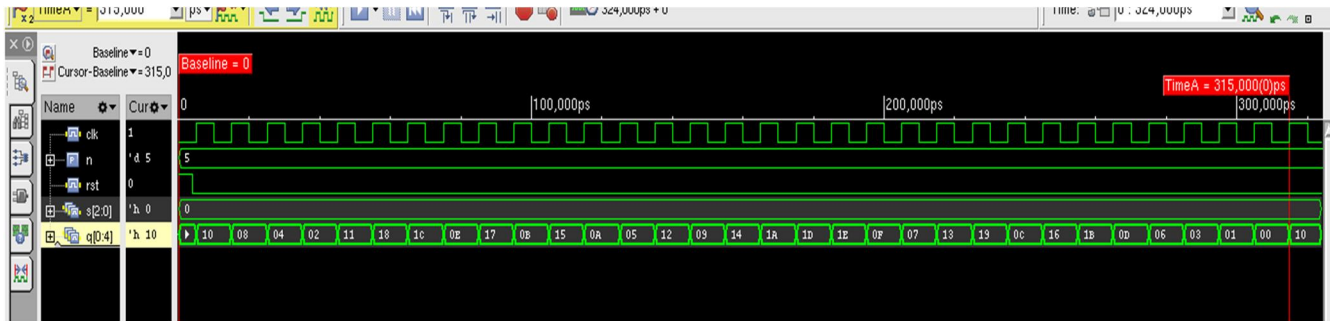 TimeA = 315,000 ps 324,000ps + 0 Time: 0 : 324,000ps
Baseline = 0
Cursor-Baseline = 315,0
Baseline = 0
TimeA = 315,000(0)ps
Name Cur 0 100,000ps 200,000ps 300,000ps
clk 1
n 'd 5 5
rst 0
s[2:0] 'h 0 0
q[0:4] 'h 10 10 08 04 02 11 18 1C 0E 17 0B 15 0A 05 12 09 14 1A 1D 1E 0F 07 13 19 0C 16 1B 0D 06 03 01 00 10